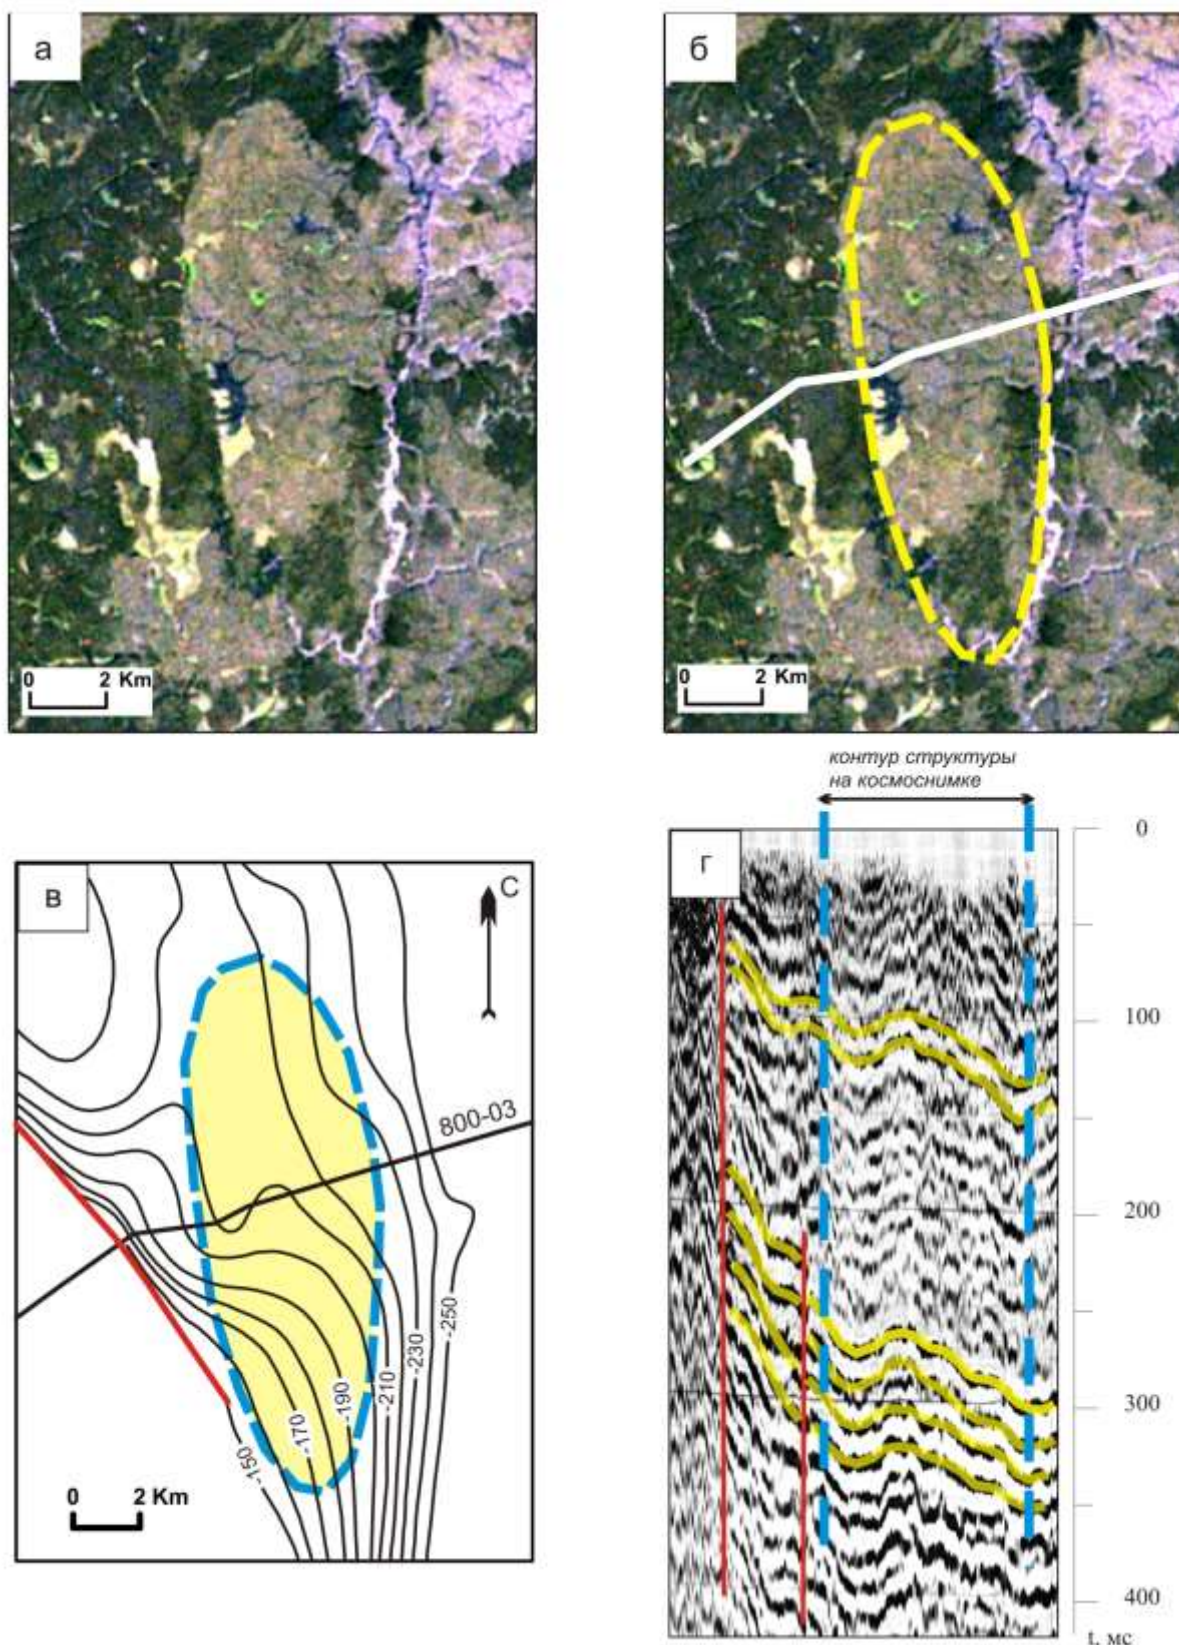 а
б
0 2 Km
0 2 Km
контур структуры
на космоснимке
в
С
800-03
-250
-230
-210
-190
-170
-150
0 2 Km
г
0
100
200
300
400
t, мс